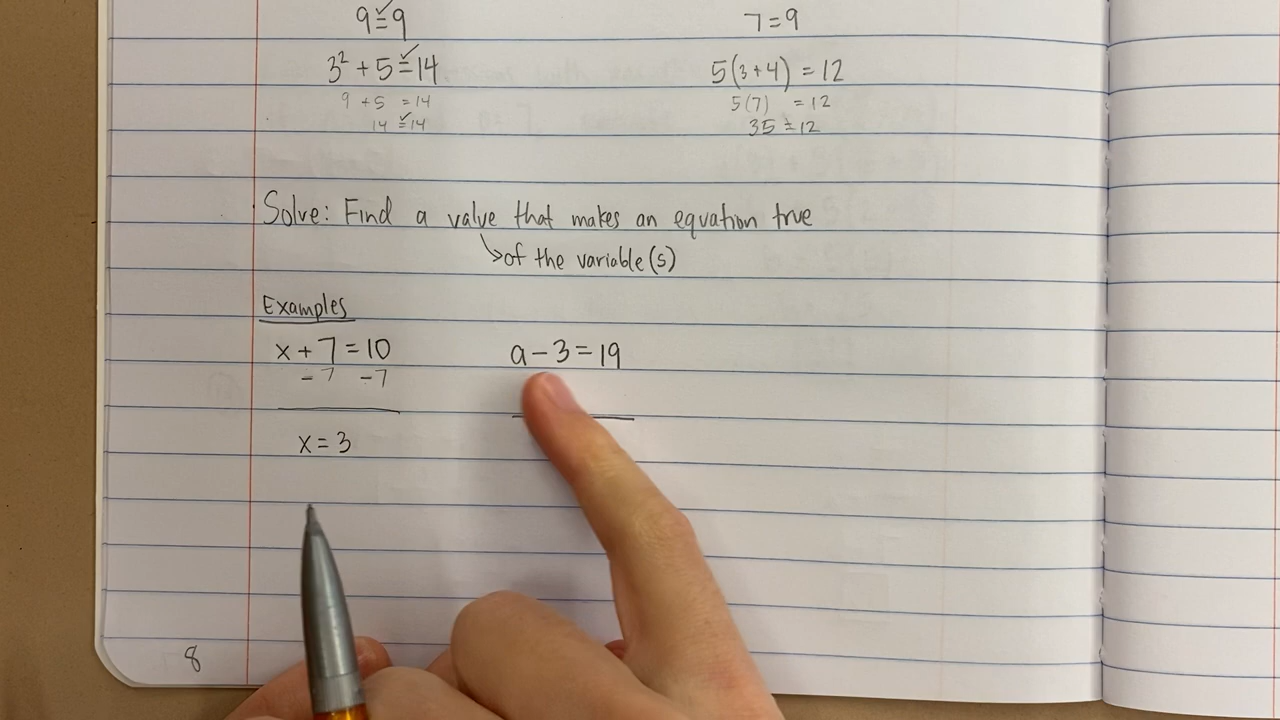 9 ≟ 9 7 = 9
3² + 5 ≟ 14 5(3+4) = 12
9 + 5 = 14 5(7) = 12
14 ≟ 14 35 ≟ 12
Solve: Find a value that makes an equation true
↳ of the variable(s)
Examples
x + 7 = 10 a - 3 = 19
- 7 - 7
x = 3
8